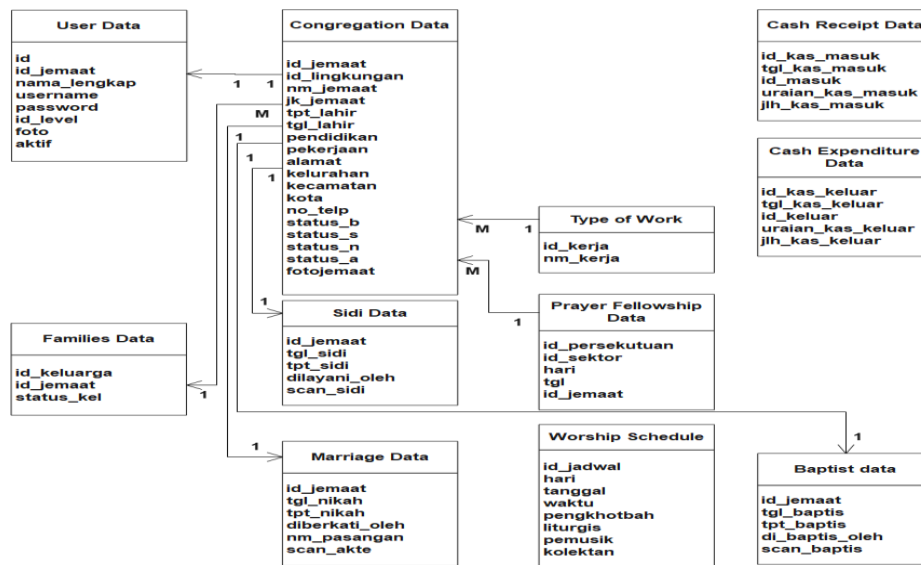 User Data
id
id_jemaat
nama_lengkap
username
password
id_level
foto
aktif
Congregation Data
id_jemaat
id_lingkungan
nm_jemaat
jk_jemaat
tpt_lahir
tgl_lahir
pendidikan
pekerjaan
alamat
kelurahan
kecamatan
kota
no_telp
status_b
status_s
status_n
status_a
fotojemaat
Cash Receipt Data
id_kas_masuk
tgl_kas_masuk
id_masuk
uraian_kas_masuk
jlh_kas_masuk
Cash Expenditure
Data
id_kas_keluar
tgl_kas_keluar
id_keluar
uraian_kas_keluar
jlh_kas_keluar
1 1
M
1
1
1
Type of Work
id_kerja
nm_kerja
M 1
M
1
Prayer Fellowship
Data
id_persekutuan
id_sektor
hari
tgl
id_jemaat
1
Sidi Data
id_jemaat
tgl_sidi
tpt_sidi
dilayani_oleh
scan_sidi
Families Data
id_keluarga
id_jemaat
status_kel
1
1
Marriage Data
id_jemaat
tgl_nikah
tpt_nikah
diberkati_oleh
nm_pasangan
scan_akte
Worship Schedule
id_jadwal
hari
tanggal
waktu
pengkhotbah
liturgis
pemusik
kolektan
1
Baptist data
id_jemaat
tgl_baptis
tpt_baptis
di_baptis_oleh
scan_baptis